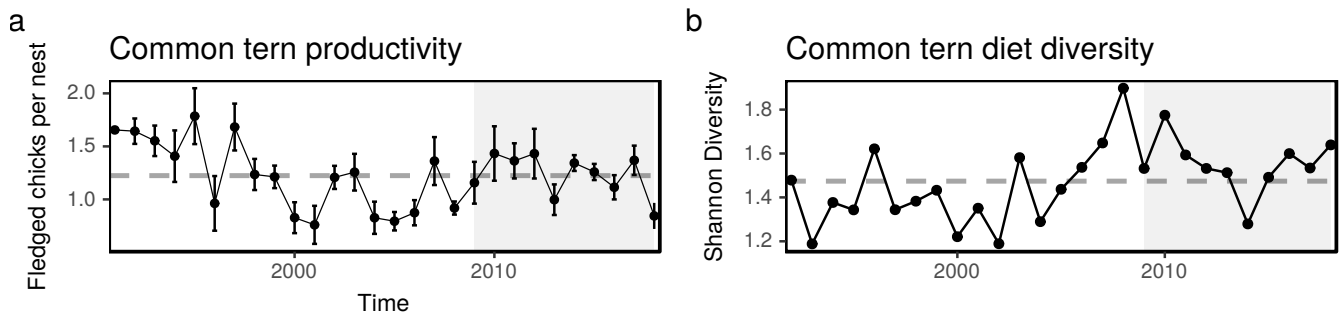 a
Common tern productivity
Fledged chicks per nest
2.0
1.5
1.0
2000
2010
Time
b
Common tern diet diversity
Shannon Diversity
1.8
1.6
1.4
1.2
2000
2010